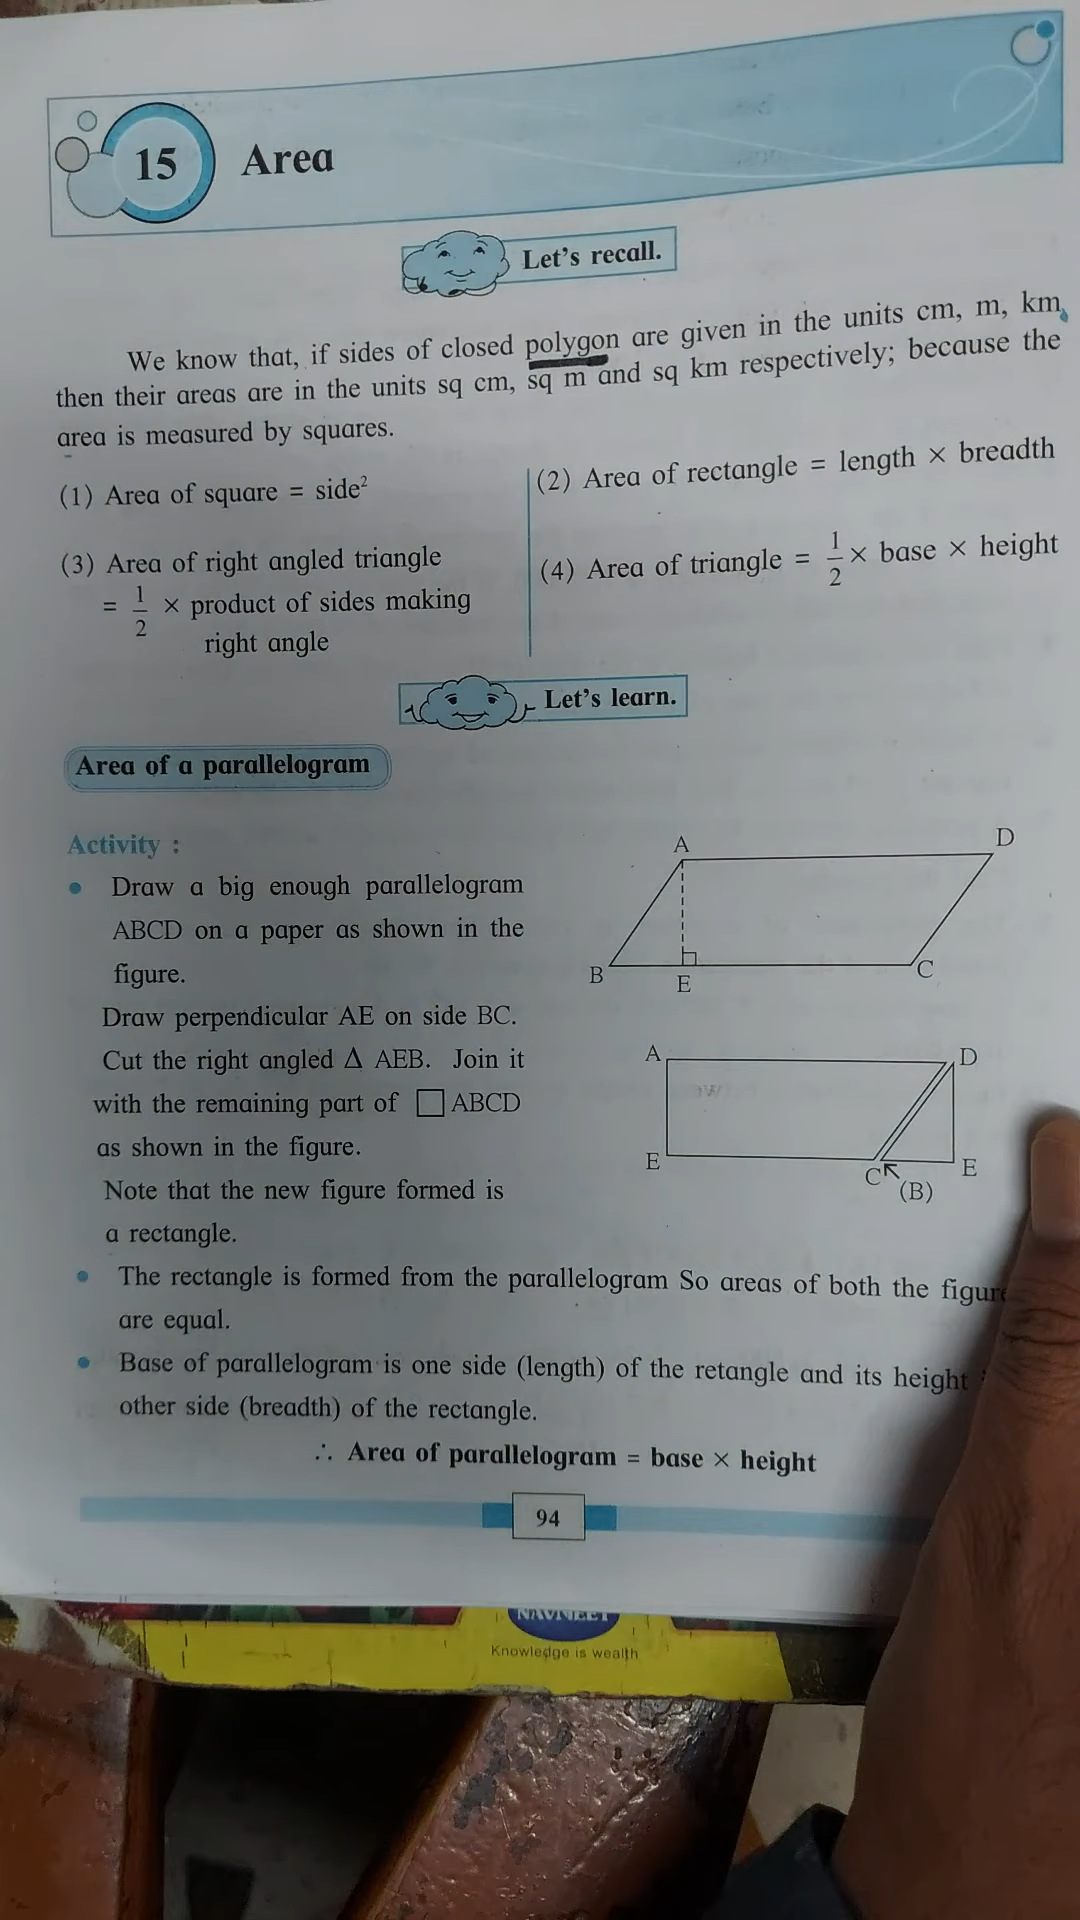 15 Area
Let's recall.
We know that, if sides of closed polygon are given in the units cm, m, km,
then their areas are in the units sq cm, sq m and sq km respectively; because the
area is measured by squares.
(1) Area of square = side²
(2) Area of rectangle = length × breadth
(3) Area of right angled triangle
= 1/2 × product of sides making
right angle
(4) Area of triangle = 1/2 × base × height
Let's learn.
Area of a parallelogram
Activity :
• Draw a big enough parallelogram
ABCD on a paper as shown in the
figure.
Draw perpendicular AE on side BC.
Cut the right angled Δ AEB. Join it
with the remaining part of □ ABCD
as shown in the figure.
Note that the new figure formed is
a rectangle.
A D
B E C
A D
E C (B) E
• The rectangle is formed from the parallelogram So areas of both the figur
are equal.
• Base of parallelogram is one side (length) of the retangle and its height
other side (breadth) of the rectangle.
∴ Area of parallelogram = base × height
94
NAVNEET
Knowledge is wealth